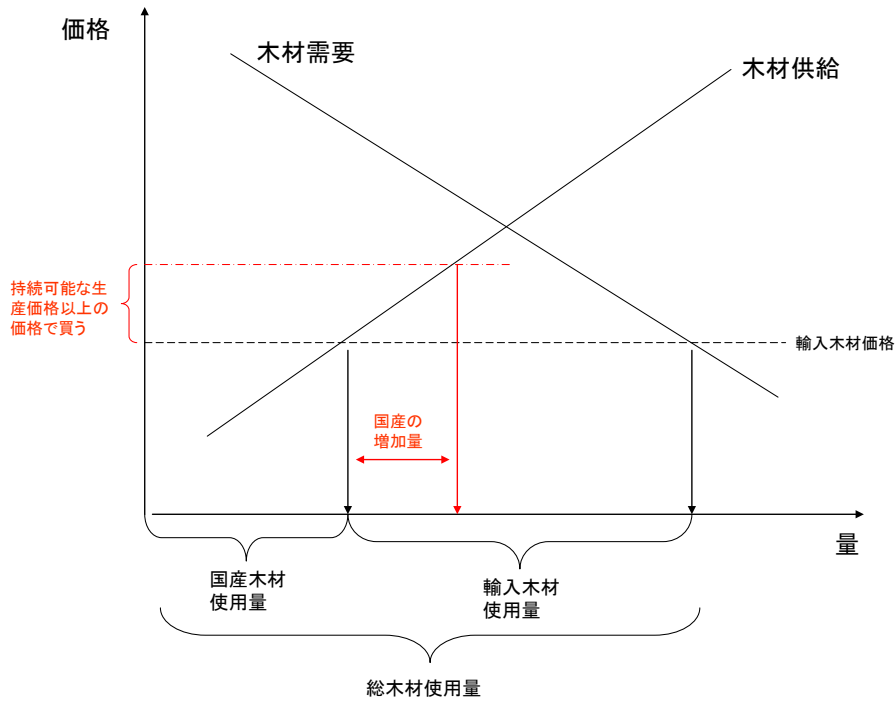 価格
木材需要
木材供給
持続可能な生
産価格以上の
価格で買う
輸入木材価格
国産の
増加量
量
国産木材
使用量
輸入木材
使用量
総木材使用量